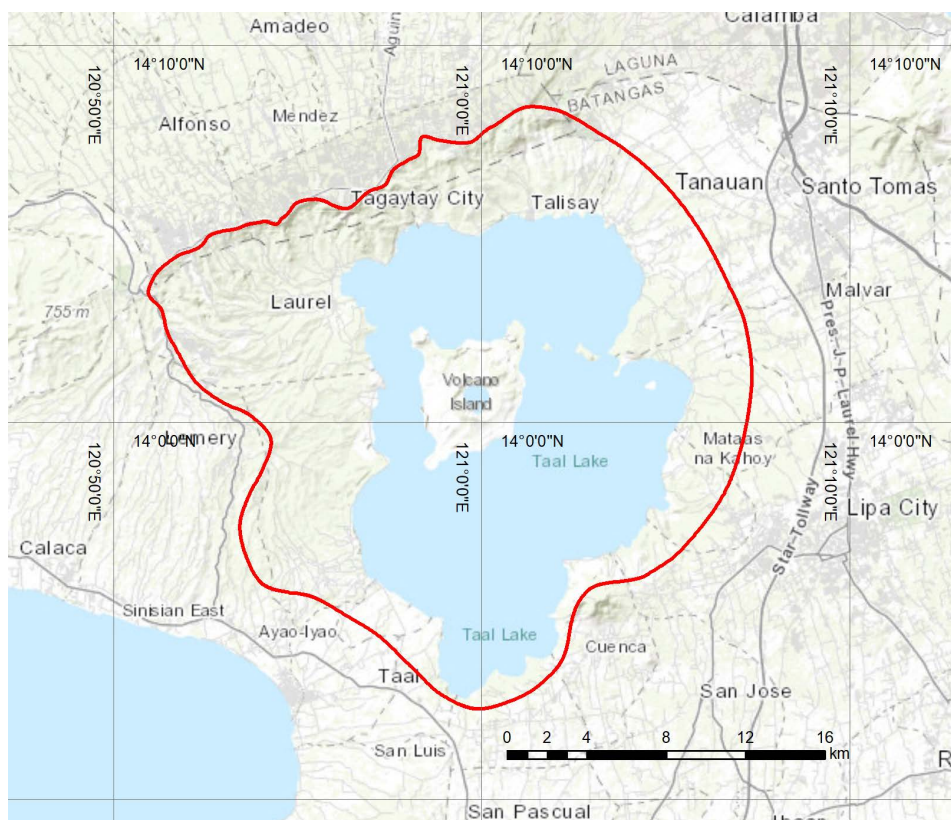 Amadeo
Aguin
Calamba
14°10'0"N
14°10'0"N
14°10'0"N
LAGUNA
BATANGAS
120°50'0"E
121°0'0"E
121°10'0"E
Alfonso
Mendez
Tagaytay City
Talisay
Tanauan
Santo Tomas
755 m
Laurel
Malvar
Pres. J. P. Laurel Hwy
Volcano
Island
Lemery
14°0'0"N
14°0'0"N
14°0'0"N
Mataas
na Kahoy
Taal Lake
120°50'0"E
121°0'0"E
121°10'0"E
Star Tollway
Lipa City
Calaca
Sinisian East
Ayao-Iyao
Taal Lake
Cuenca
Taal
San Jose
San Luis
0 2 4 8 12 16
km
San Pascual
R